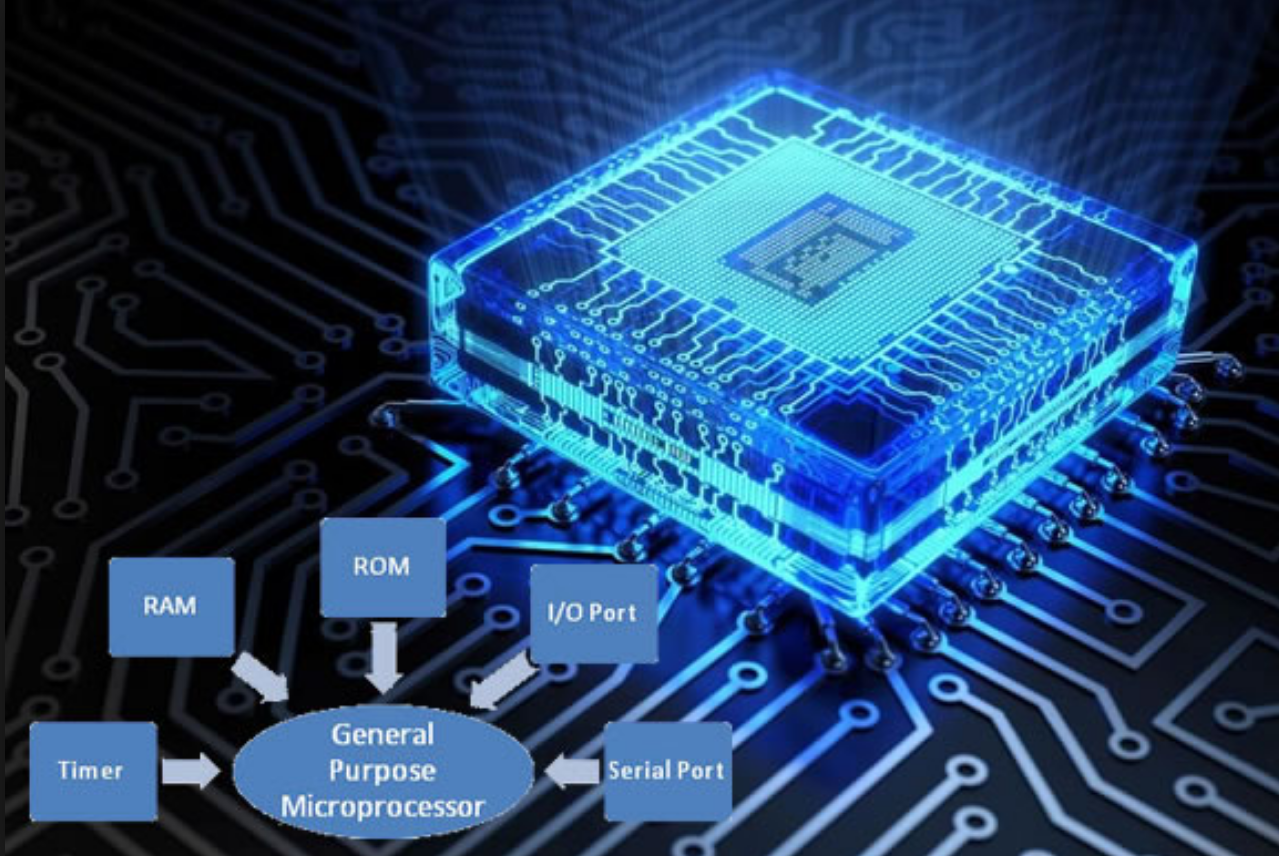 ROM
RAM
I/O Port
General
Purpose
Microprocessor
Timer
Serial Port